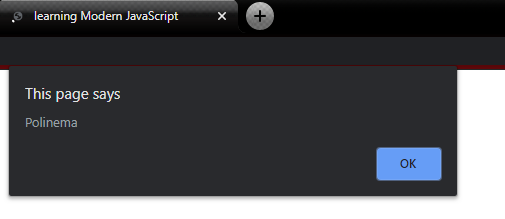 learning Modern JavaScript
This page says
Polinema
OK